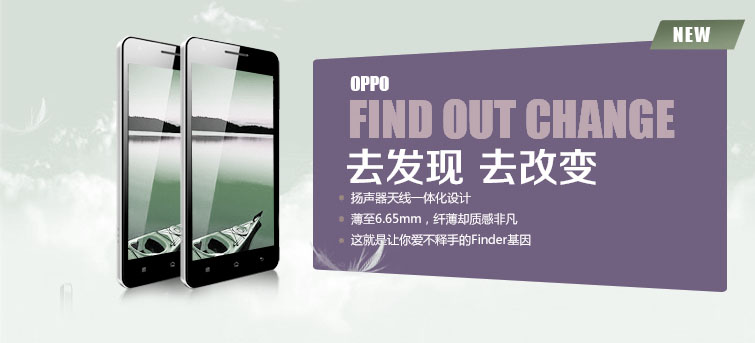 NEW
OPPO
FIND OUT CHANGE
去发现 去改变
扬声器天线一体化设计
薄至6.65mm，纤薄却质感非凡
这就是让你爱不释手的Finder基因